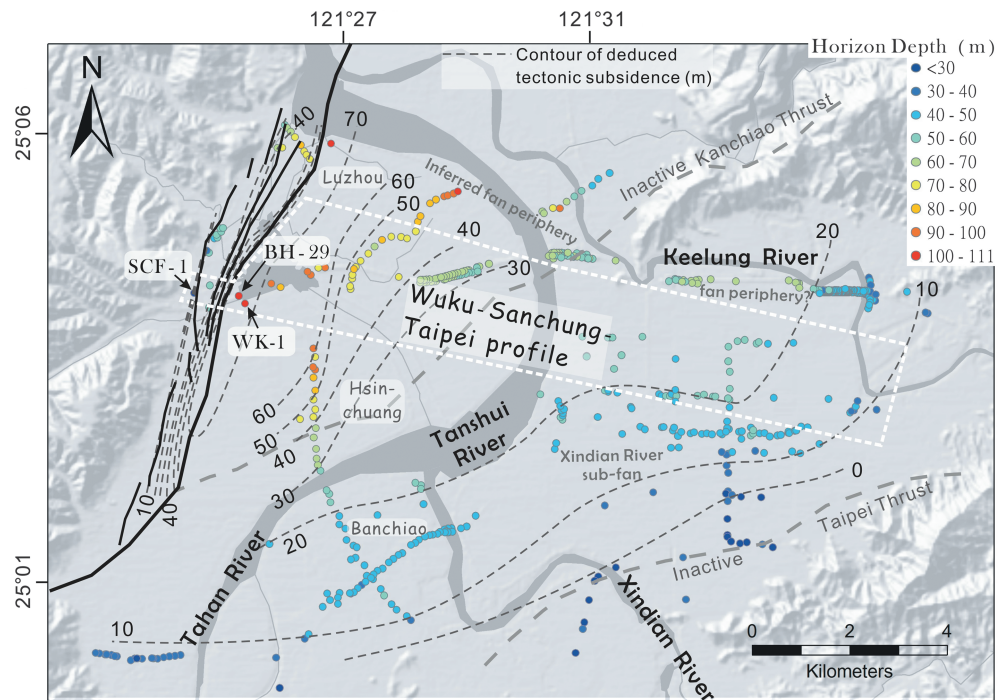 121°27
121°31
25°06
25°01
N
Contour of deduced
tectonic subsidence (m)
Horizon Depth (m)
<30
30 - 40
40 - 50
50 - 60
60 - 70
70 - 80
80 - 90
90 - 100
100 - 111
40
70
Luzhou
60
50
40
30
Inferred fan periphery
Inactive Kanchiao Thrust
20
Keelung River
fan periphery?
10
SCF-1
BH-29
WK-1
Wuku-Sanchung-
Taipei profile
Hsin-
chuang
60
50
40
30
20
Tanshui
River
Xindian River
sub-fan
0
Taipei Thrust
Inactive
10
40
Banchiao
Tahan River
10
Xindian River
0 2 4
Kilometers